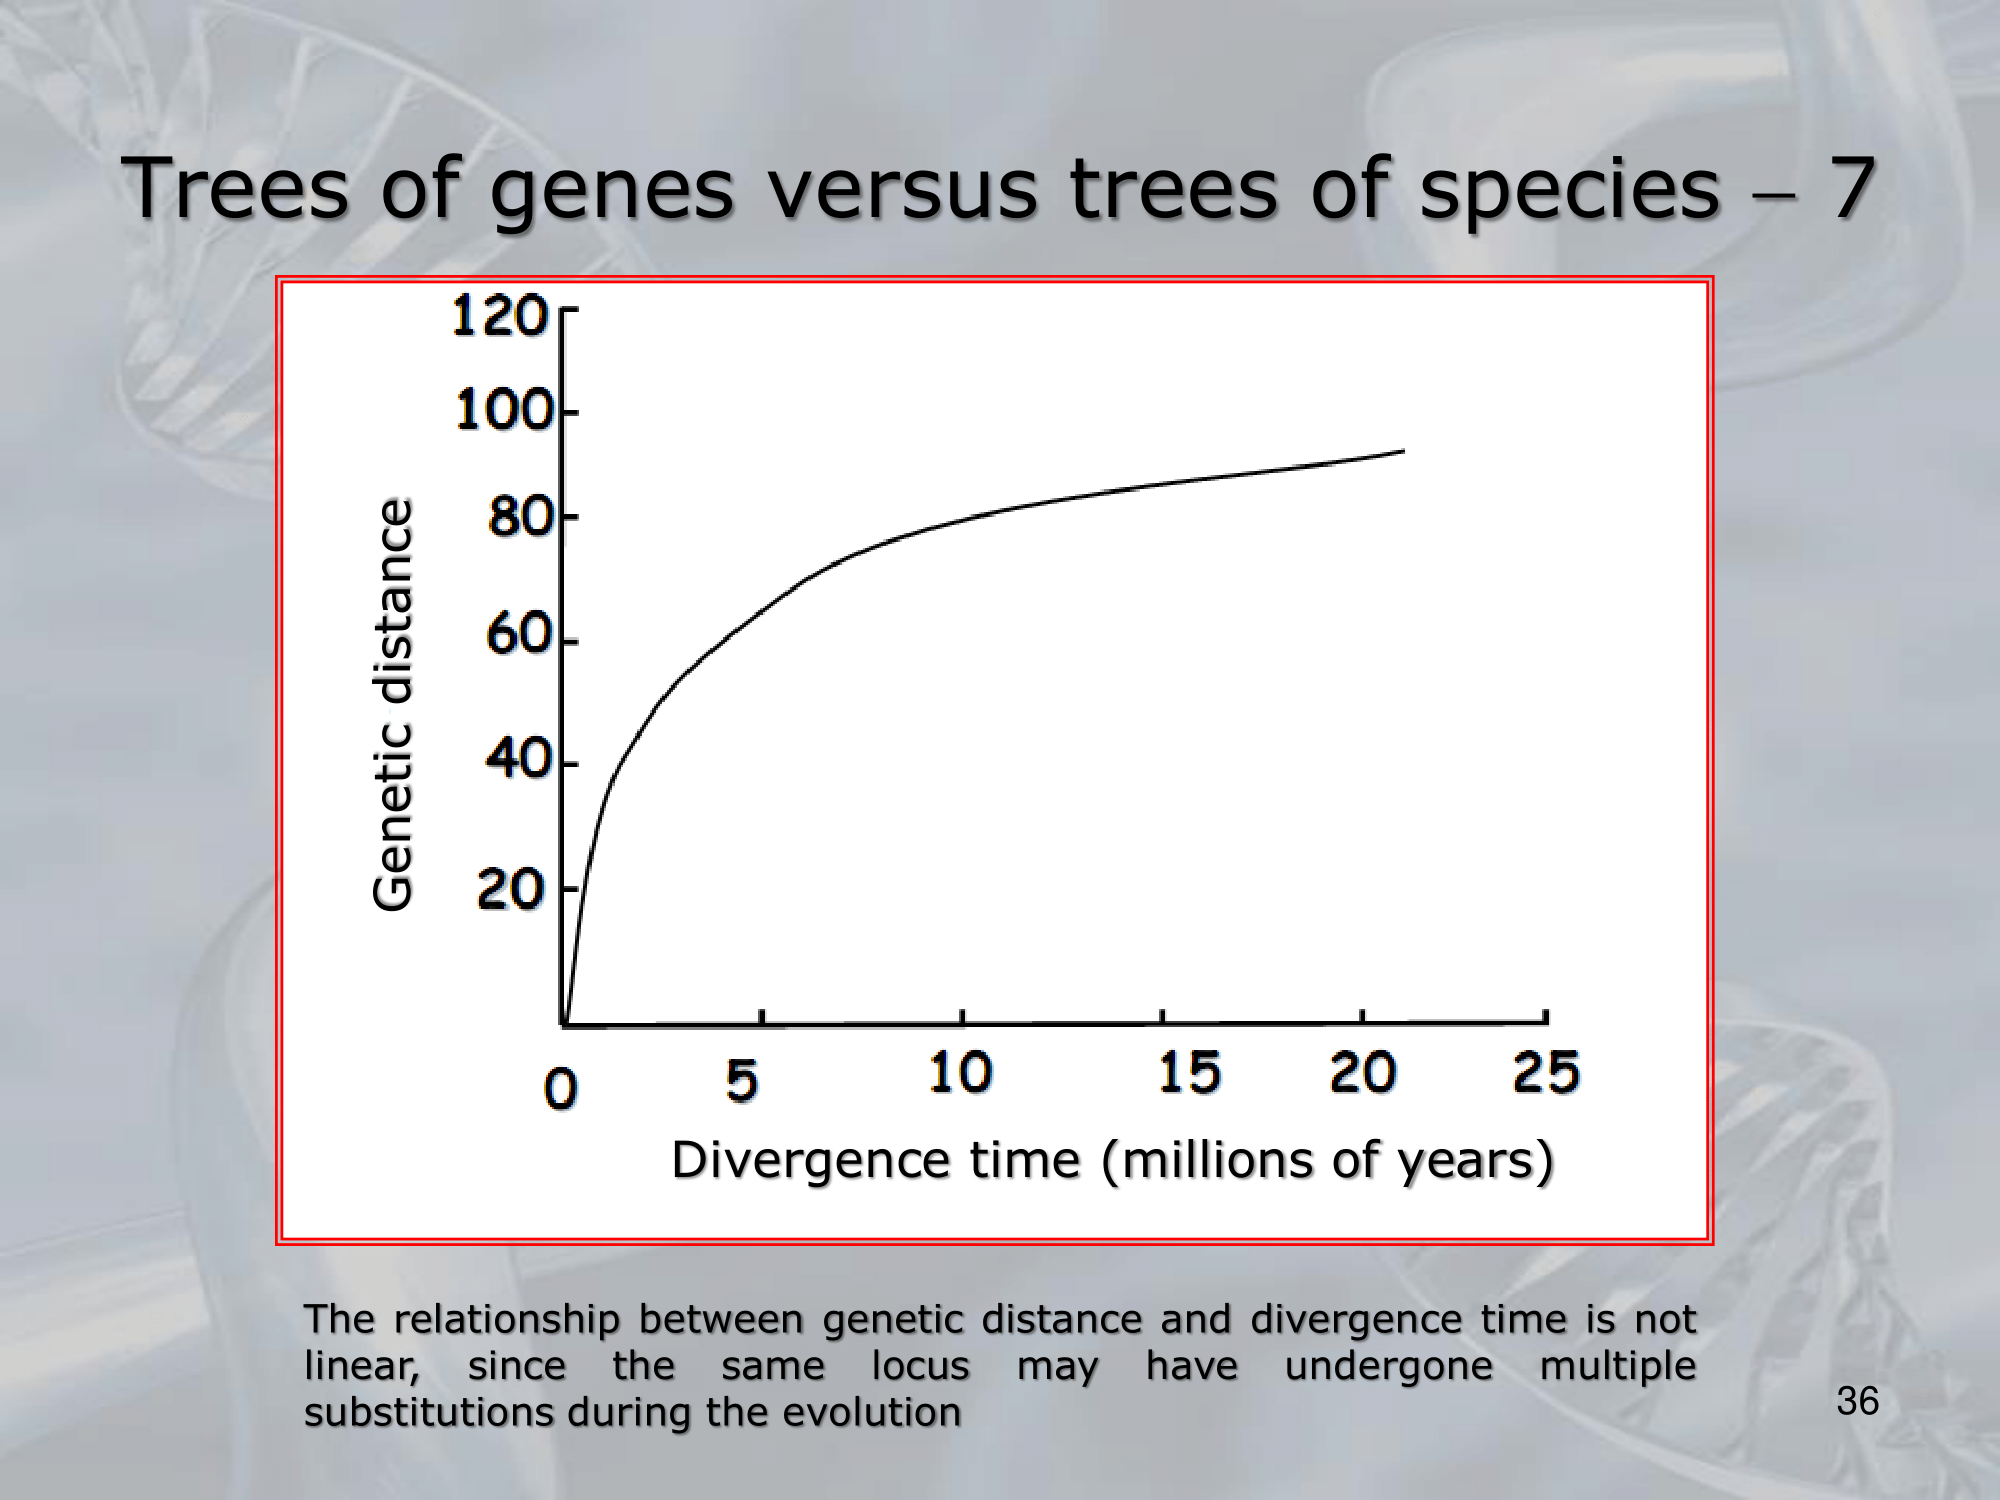 Trees of genes versus trees of species – 7
120
100
80
60
40
20
Genetic distance
0 5 10 15 20 25
Divergence time (millions of years)
The relationship between genetic distance and divergence time is not
linear, since the same locus may have undergone multiple
substitutions during the evolution
36